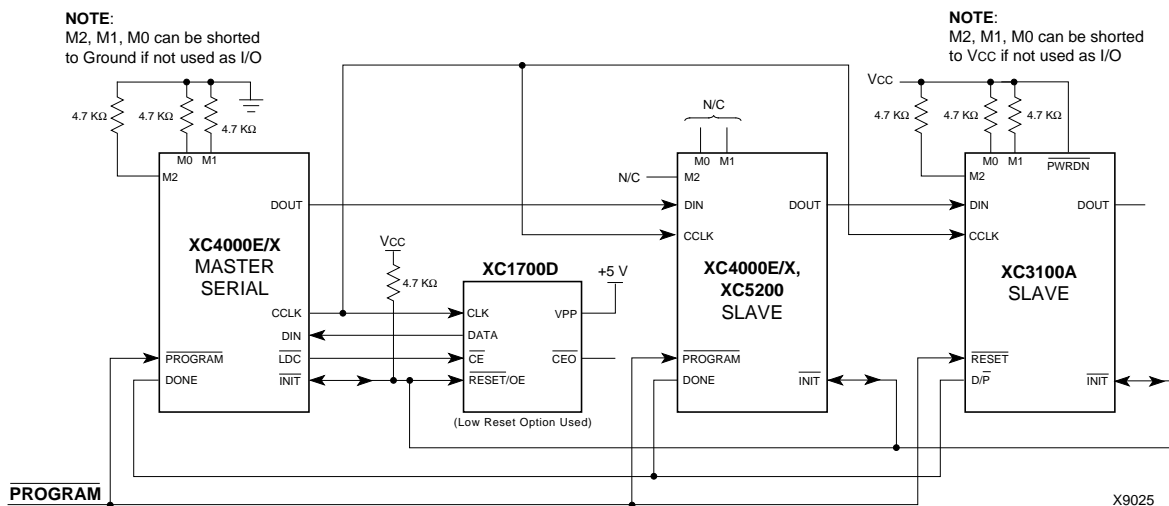 NOTE:
M2, M1, M0 can be shorted
to Ground if not used as I/O
NOTE:
M2, M1, M0 can be shorted
to VCC if not used as I/O
4.7 KΩ
4.7 KΩ
4.7 KΩ
M0 M1
M2
DOUT
XC4000E/X
MASTER
SERIAL
CCLK
DIN
PROGRAM
LDC
DONE
INIT
VCC
4.7 KΩ
XC1700D
+5 V
CLK
VPP
DATA
CE
CEO
RESET/OE
(Low Reset Option Used)
N/C
M0 M1
N/C
M2
DIN
DOUT
CCLK
XC4000E/X,
XC5200
SLAVE
PROGRAM
DONE
INIT
VCC
4.7 KΩ
4.7 KΩ
4.7 KΩ
M0 M1
PWRDN
M2
DIN
DOUT
CCLK
XC3100A
SLAVE
RESET
D/P
INIT
PROGRAM
X9025